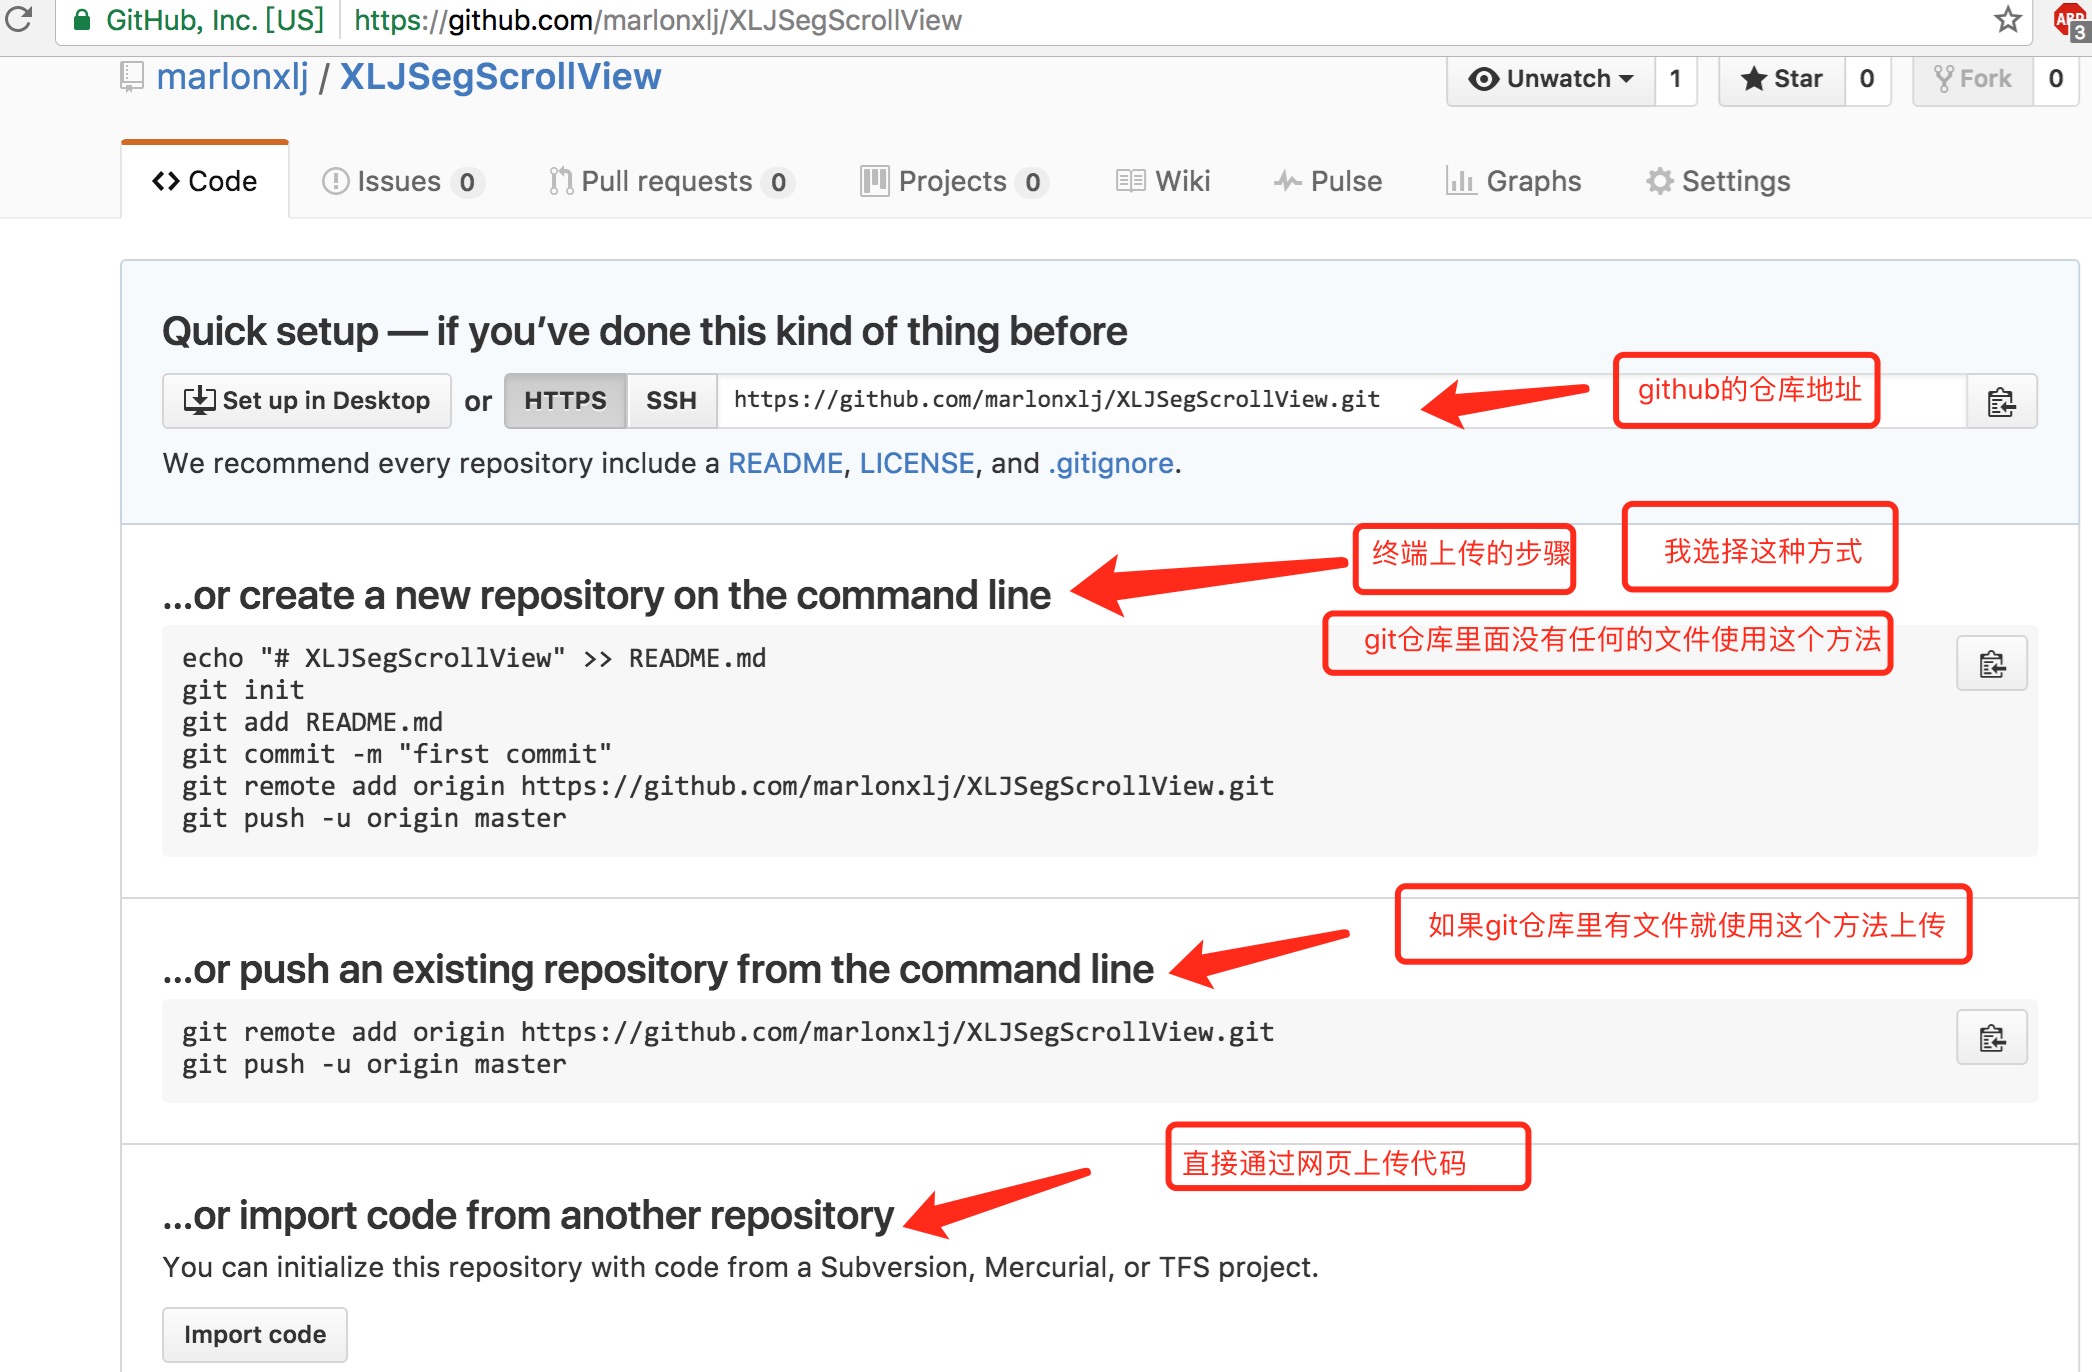 GitHub, Inc. [US] https://github.com/marlonxlj/XLJSegScrollView
ABP 3
marlonxlj / XLJSegScrollView
Unwatch 1 Star 0 Fork 0
Code Issues 0 Pull requests 0 Projects 0 Wiki Pulse Graphs Settings
Quick setup — if you’ve done this kind of thing before
Set up in Desktop or HTTPS SSH https://github.com/marlonxlj/XLJSegScrollView.git github的仓库地址
We recommend every repository include a README, LICENSE, and .gitignore.
终端上传的步骤 我选择这种方式
…or create a new repository on the command line
git仓库里面没有任何的文件使用这个方法
echo "# XLJSegScrollView" >> README.md
git init
git add README.md
git commit -m "first commit"
git remote add origin https://github.com/marlonxlj/XLJSegScrollView.git
git push -u origin master
如果git仓库里有文件就使用这个方法上传
…or push an existing repository from the command line
git remote add origin https://github.com/marlonxlj/XLJSegScrollView.git
git push -u origin master
直接通过网页上传代码
…or import code from another repository
You can initialize this repository with code from a Subversion, Mercurial, or TFS project.
Import code